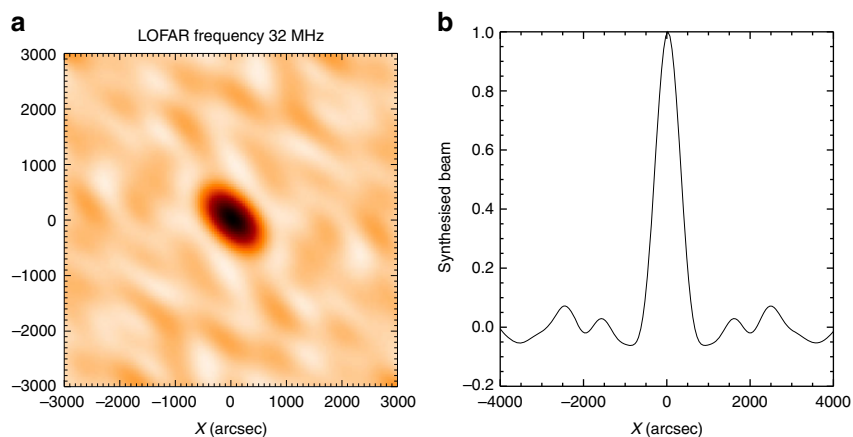 a
LOFAR frequency 32 MHz
3000
2000
1000
0
−1000
−2000
−3000
−3000 −2000 −1000 0 1000 2000 3000
X (arcsec)
b
Synthesised beam
1.0
0.8
0.6
0.4
0.2
0.0
−0.2
−4000 −2000 0 2000 4000
X (arcsec)